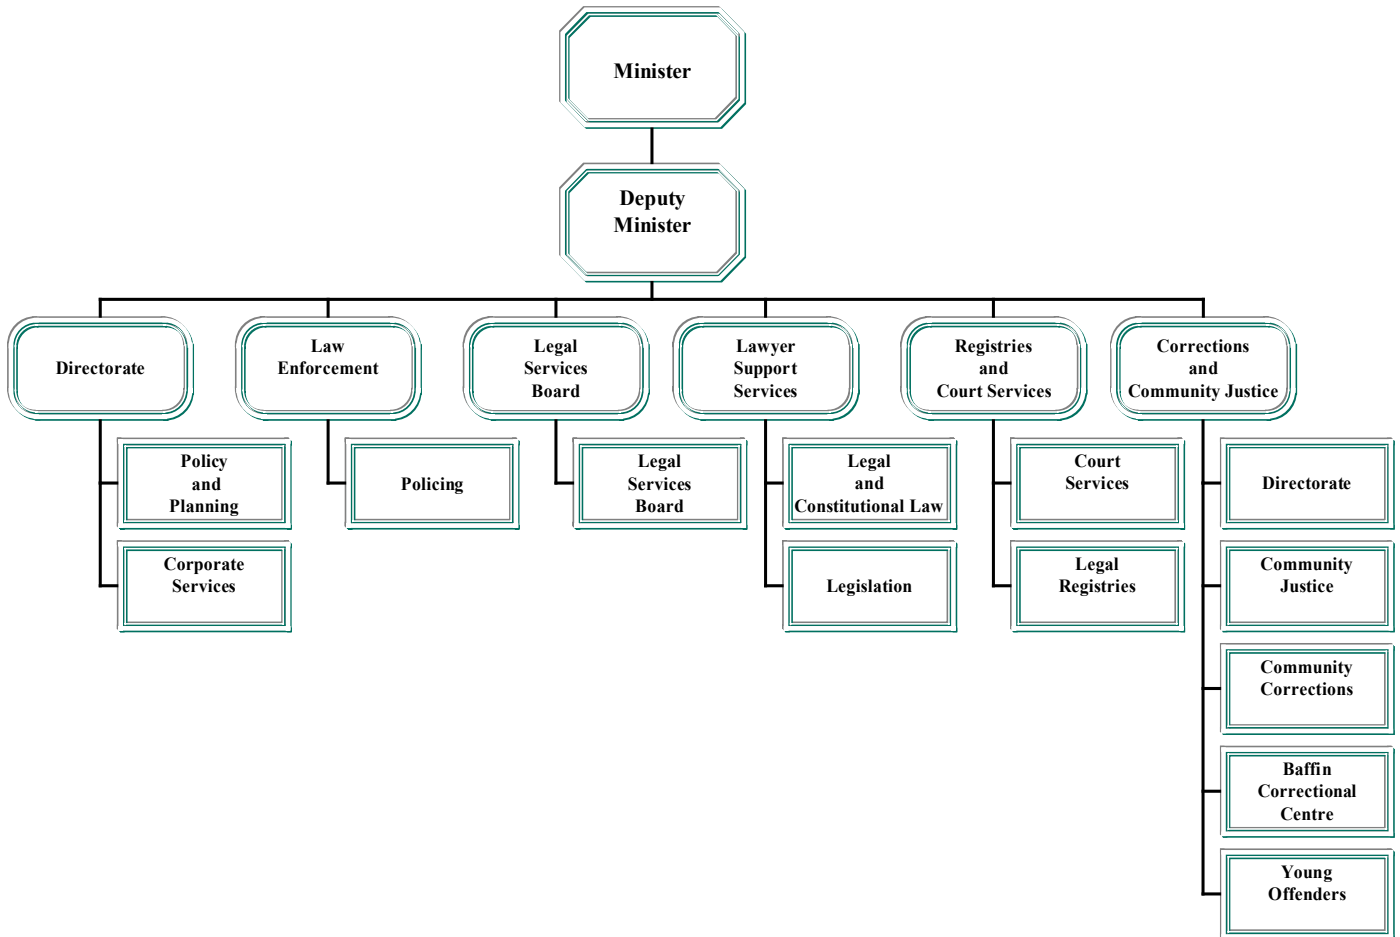 Minister
Deputy
Minister
Directorate
Law
Enforcement
Legal
Services
Board
Lawyer
Support
Services
Registries
and
Court Services
Corrections
and
Community Justice
Policy
and
Planning
Corporate
Services
Policing
Legal
Services
Board
Legal
and
Constitutional Law
Legislation
Court
Services
Legal
Registries
Directorate
Community
Justice
Community
Corrections
Baffin
Correctional
Centre
Young
Offenders